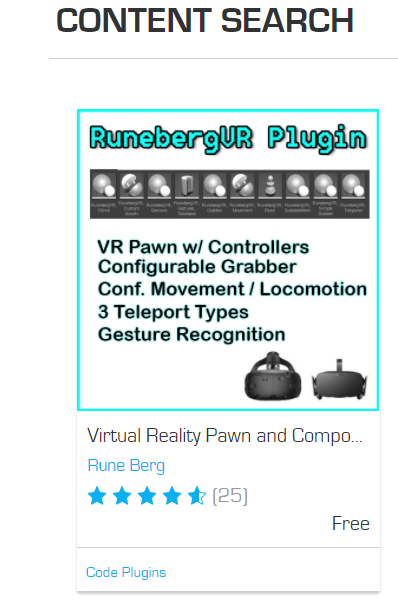 CONTENT SEARCH
RunebergVR Plugin
VR Pawn w/ Controllers
Configurable Grabber
Conf. Movement / Locomotion
3 Teleport Types
Gesture Recognition
Virtual Reality Pawn and Compo...
Rune Berg
(25)
Free
Code Plugins